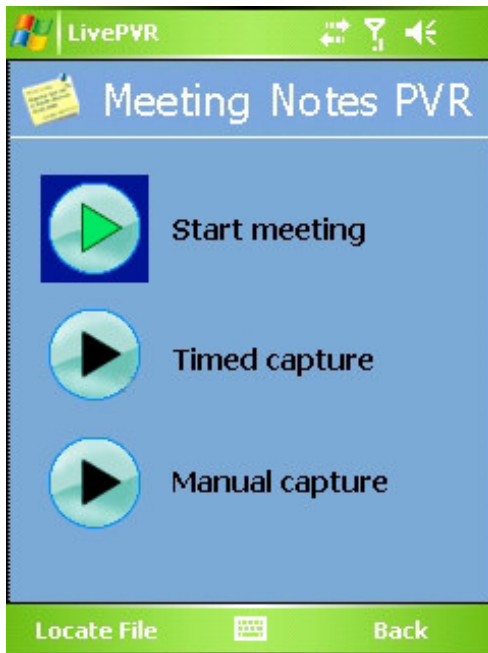 LivePVR
Meeting Notes PVR
Start meeting
Timed capture
Manual capture
Locate File
Back